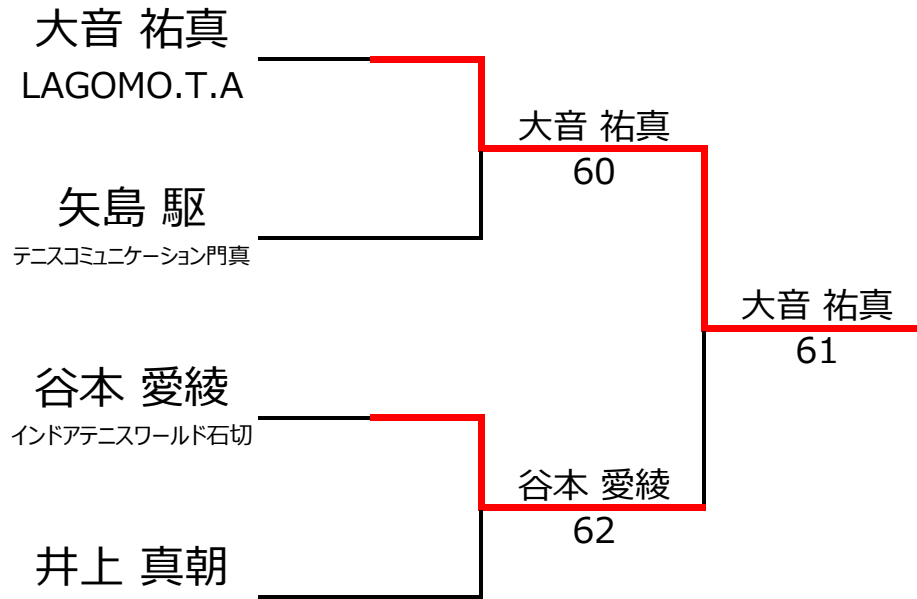 大音 祐真
LAGOMO.T.A
大音 祐真
60
矢島 駆
テニスコミュニケーション門真
大音 祐真
61
谷本 愛綾
インドアテニスワールド石切
谷本 愛綾
62
井上 真朝